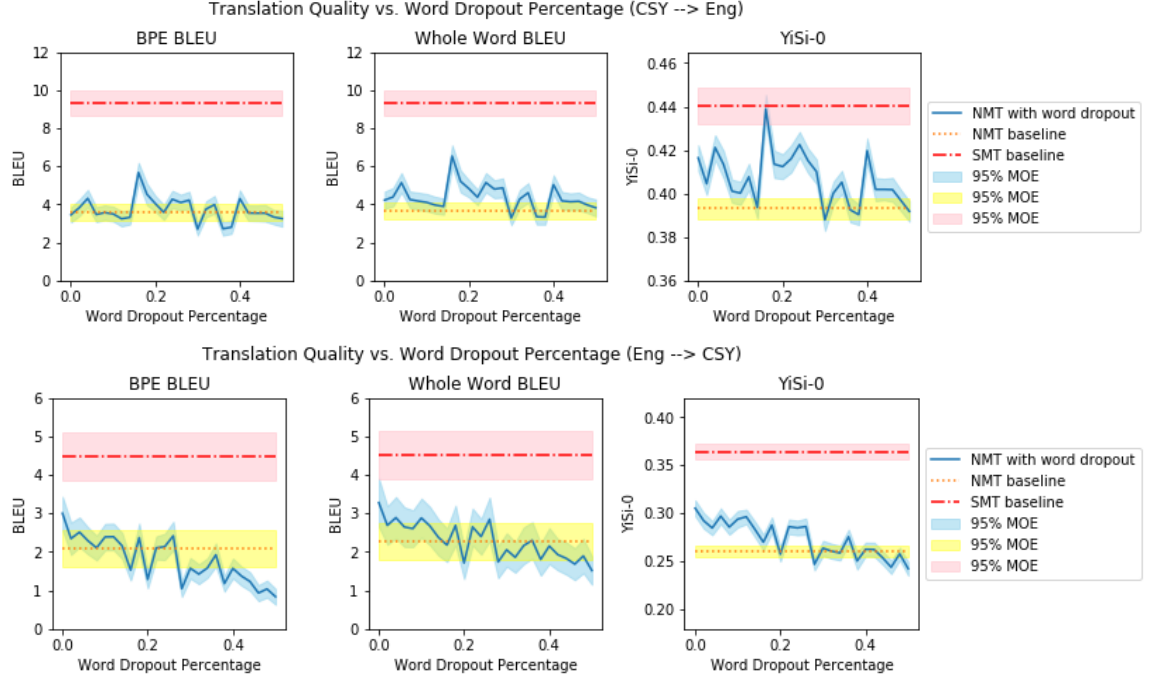 Translation Quality vs. Word Dropout Percentage (CSY --> Eng)
BPE BLEU
Whole Word BLEU
YiSi-0
12
10
8
6
4
2
0
BLEU
0.0 0.2 0.4
Word Dropout Percentage
12
10
8
6
4
2
0
BLEU
0.0 0.2 0.4
Word Dropout Percentage
0.46
0.44
0.42
0.40
0.38
0.36
YiSi-0
0.0 0.2 0.4
Word Dropout Percentage
NMT with word dropout
NMT baseline
SMT baseline
95% MOE
95% MOE
95% MOE
Translation Quality vs. Word Dropout Percentage (Eng --> CSY)
BPE BLEU
Whole Word BLEU
YiSi-0
6
5
4
3
2
1
0
BLEU
0.0 0.2 0.4
Word Dropout Percentage
6
5
4
3
2
1
0
BLEU
0.0 0.2 0.4
Word Dropout Percentage
0.40
0.35
0.30
0.25
0.20
YiSi-0
0.0 0.2 0.4
Word Dropout Percentage
NMT with word dropout
NMT baseline
SMT baseline
95% MOE
95% MOE
95% MOE